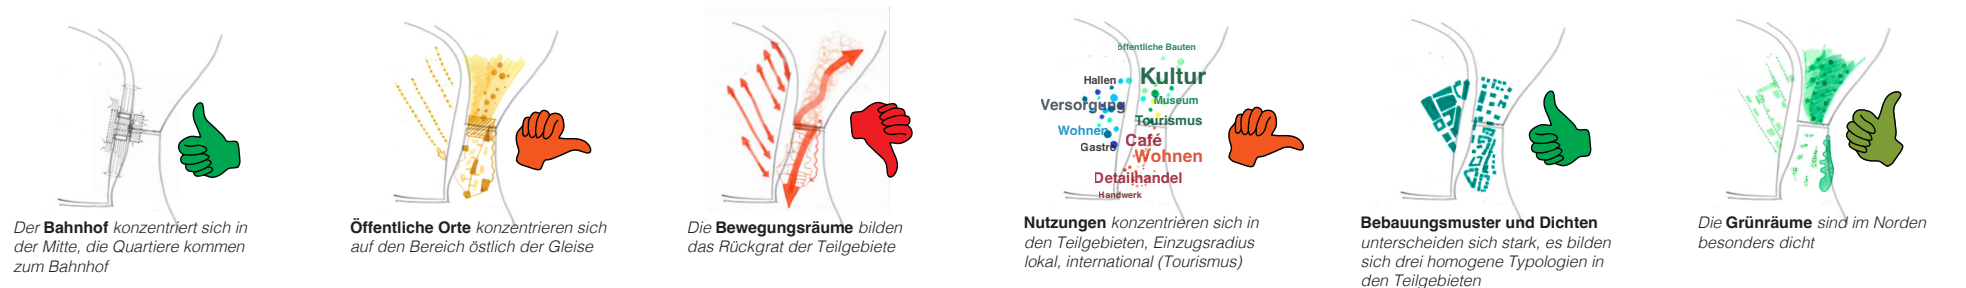 Der Bahnhof konzentriert sich in
der Mitte, die Quartiere kommen
zum Bahnhof
Öffentliche Orte konzentrieren sich
auf den Bereich östlich der Gleise
Die Bewegungsräume bilden
das Rückgrat der Teilgebiete
öffentliche Bauten
Hallen
Kultur
Versorgung
Museum
Tourismus
Wohnen
Café
Gastro
Wohnen
Detailhandel
Handwerk
Nutzungen konzentrieren sich in
den Teilgebieten, Einzugsradius
lokal, international (Tourismus)
Bebauungsmuster und Dichten
unterscheiden sich stark, es bilden
sich drei homogene Typologien in
den Teilgebieten
Die Grünräume sind im Norden
besonders dicht